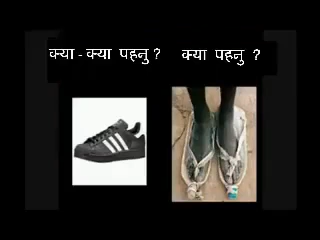 क्या - क्या पहनु ?
क्या पहनु ?